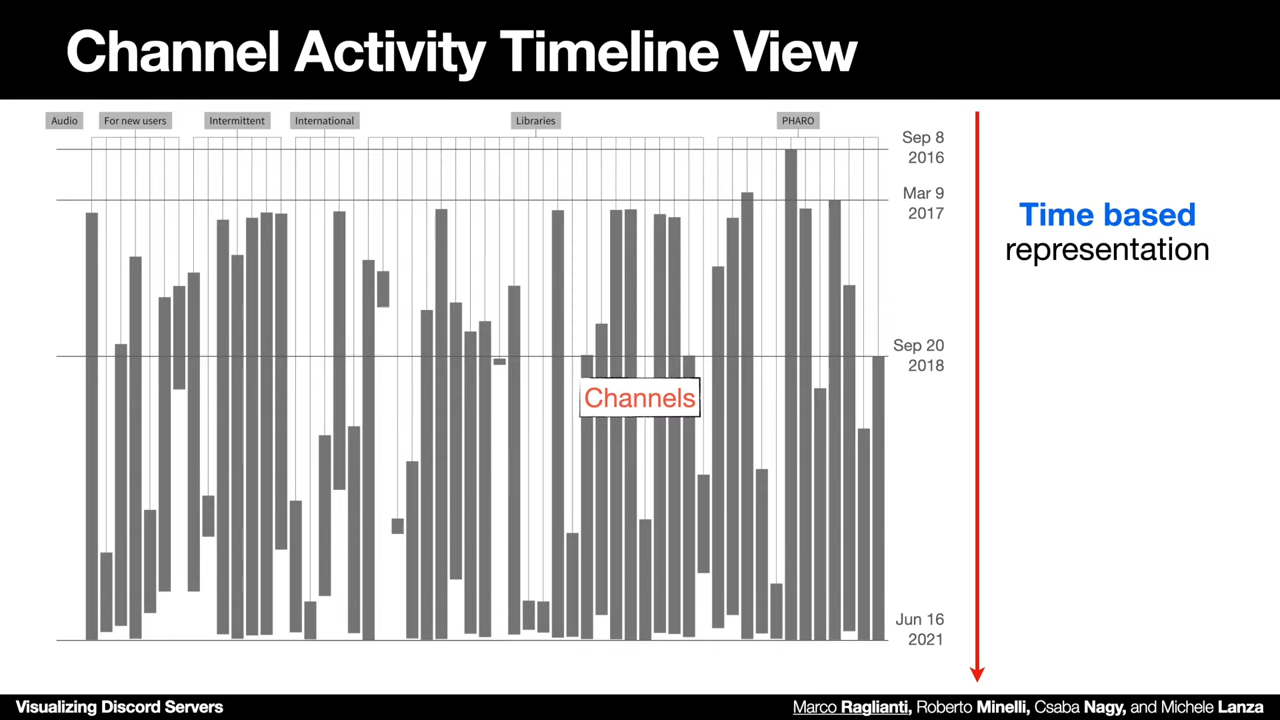 Channel Activity Timeline View
Audio
For new users
Intermittent
International
Libraries
PHARO
Sep 8
2016
Mar 9
2017
Time based
representation
Sep 20
2018
Channels
Jun 16
2021
Visualizing Discord Servers
Marco Raglianti, Roberto Minelli, Csaba Nagy, and Michele Lanza